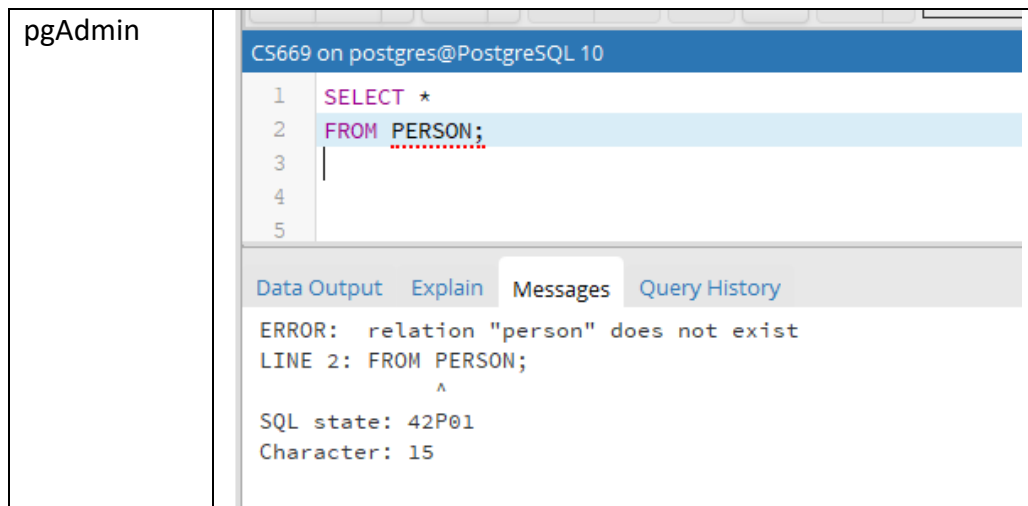 pgAdmin
CS669 on postgres@PostgreSQL 10
1 SELECT *
2 FROM PERSON;
3
4
5
Data Output Explain Messages Query History
ERROR:  relation "person" does not exist
LINE 2: FROM PERSON;
^
SQL state: 42P01
Character: 15